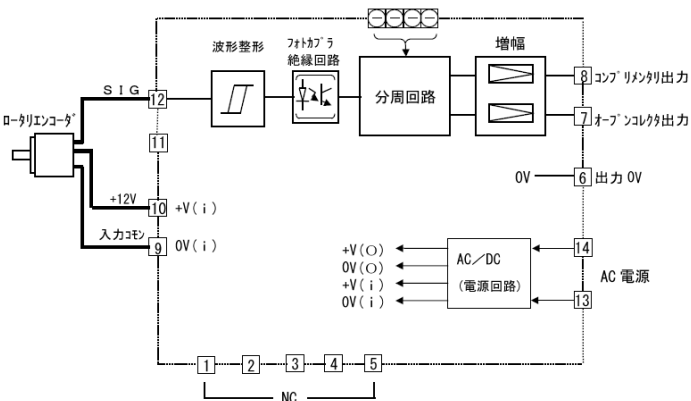 波形整形
フォトカプラ
絶縁回路
増幅
SIG
12
分周回路
8 コンプリメンタリ出力
7 オープンコレクタ出力
ロータリエンコーダ
11
0V
6 出力 0V
+12V
10 +V(i)
入力コモン
9 0V(i)
+V(O)
0V(O)
+V(i)
0V(i)
AC/DC
(電源回路)
14
AC 電源
13
1 2 3 4 5
NC